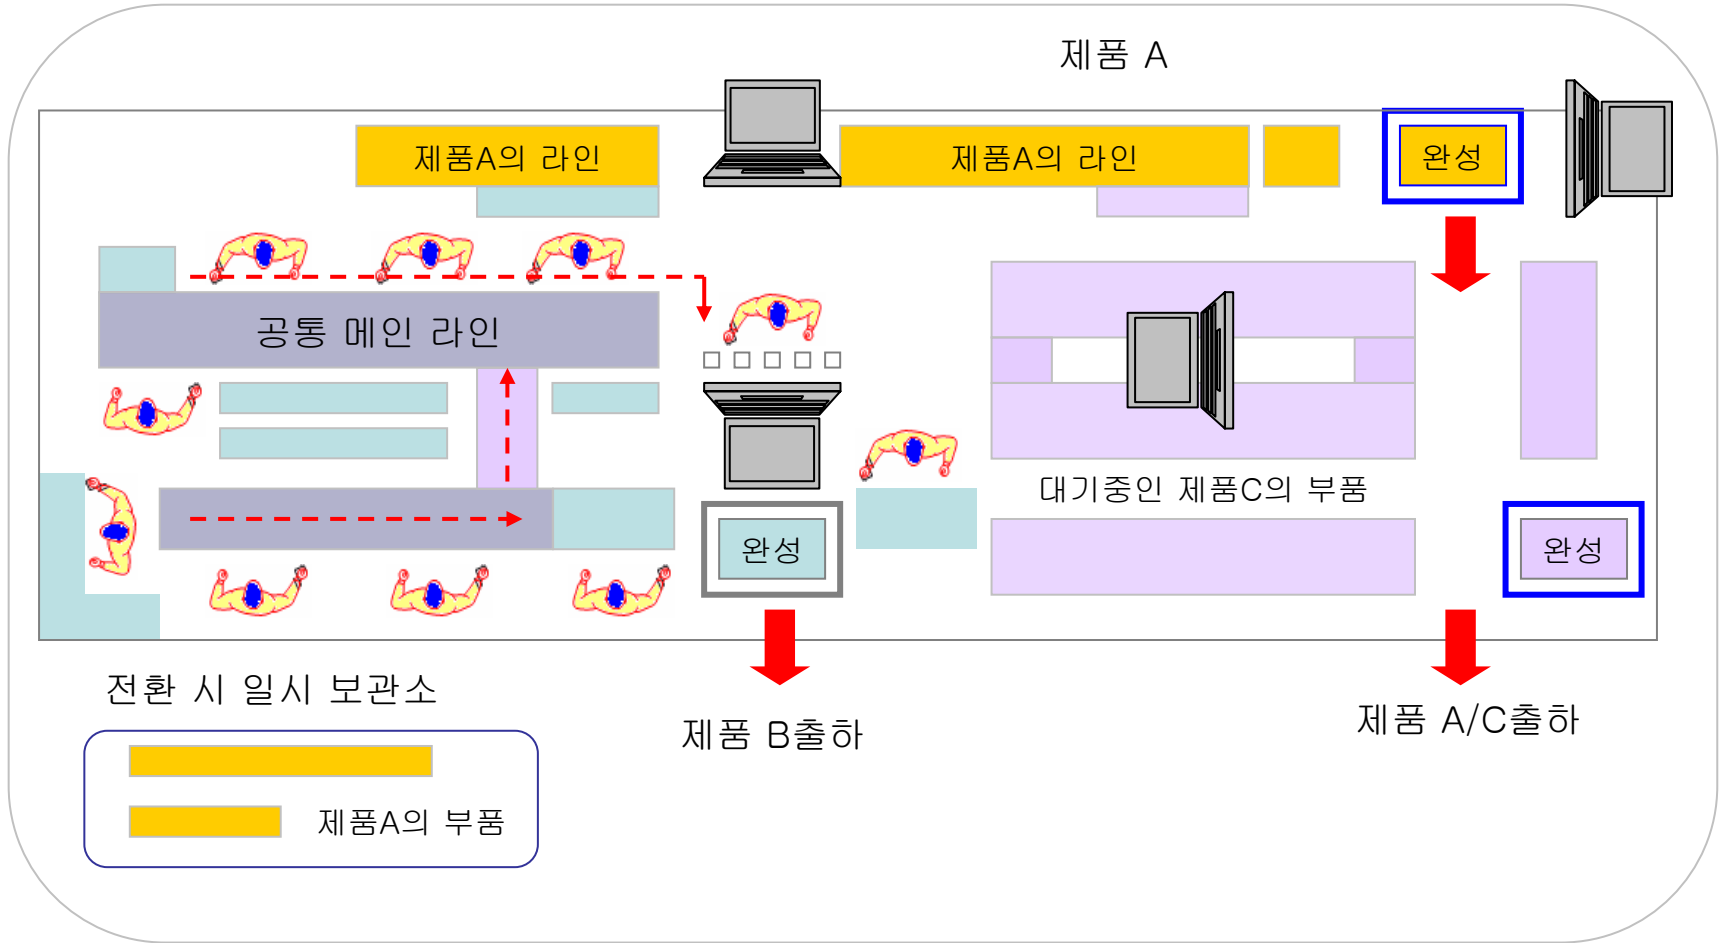 제품 A
제품A의 라인
제품A의 라인
완성
공통 메인 라인
대기중인 제품C의 부품
완성
완성
전환 시 일시 보관소
제품 B출하
제품 A/C출하
제품A의 부품